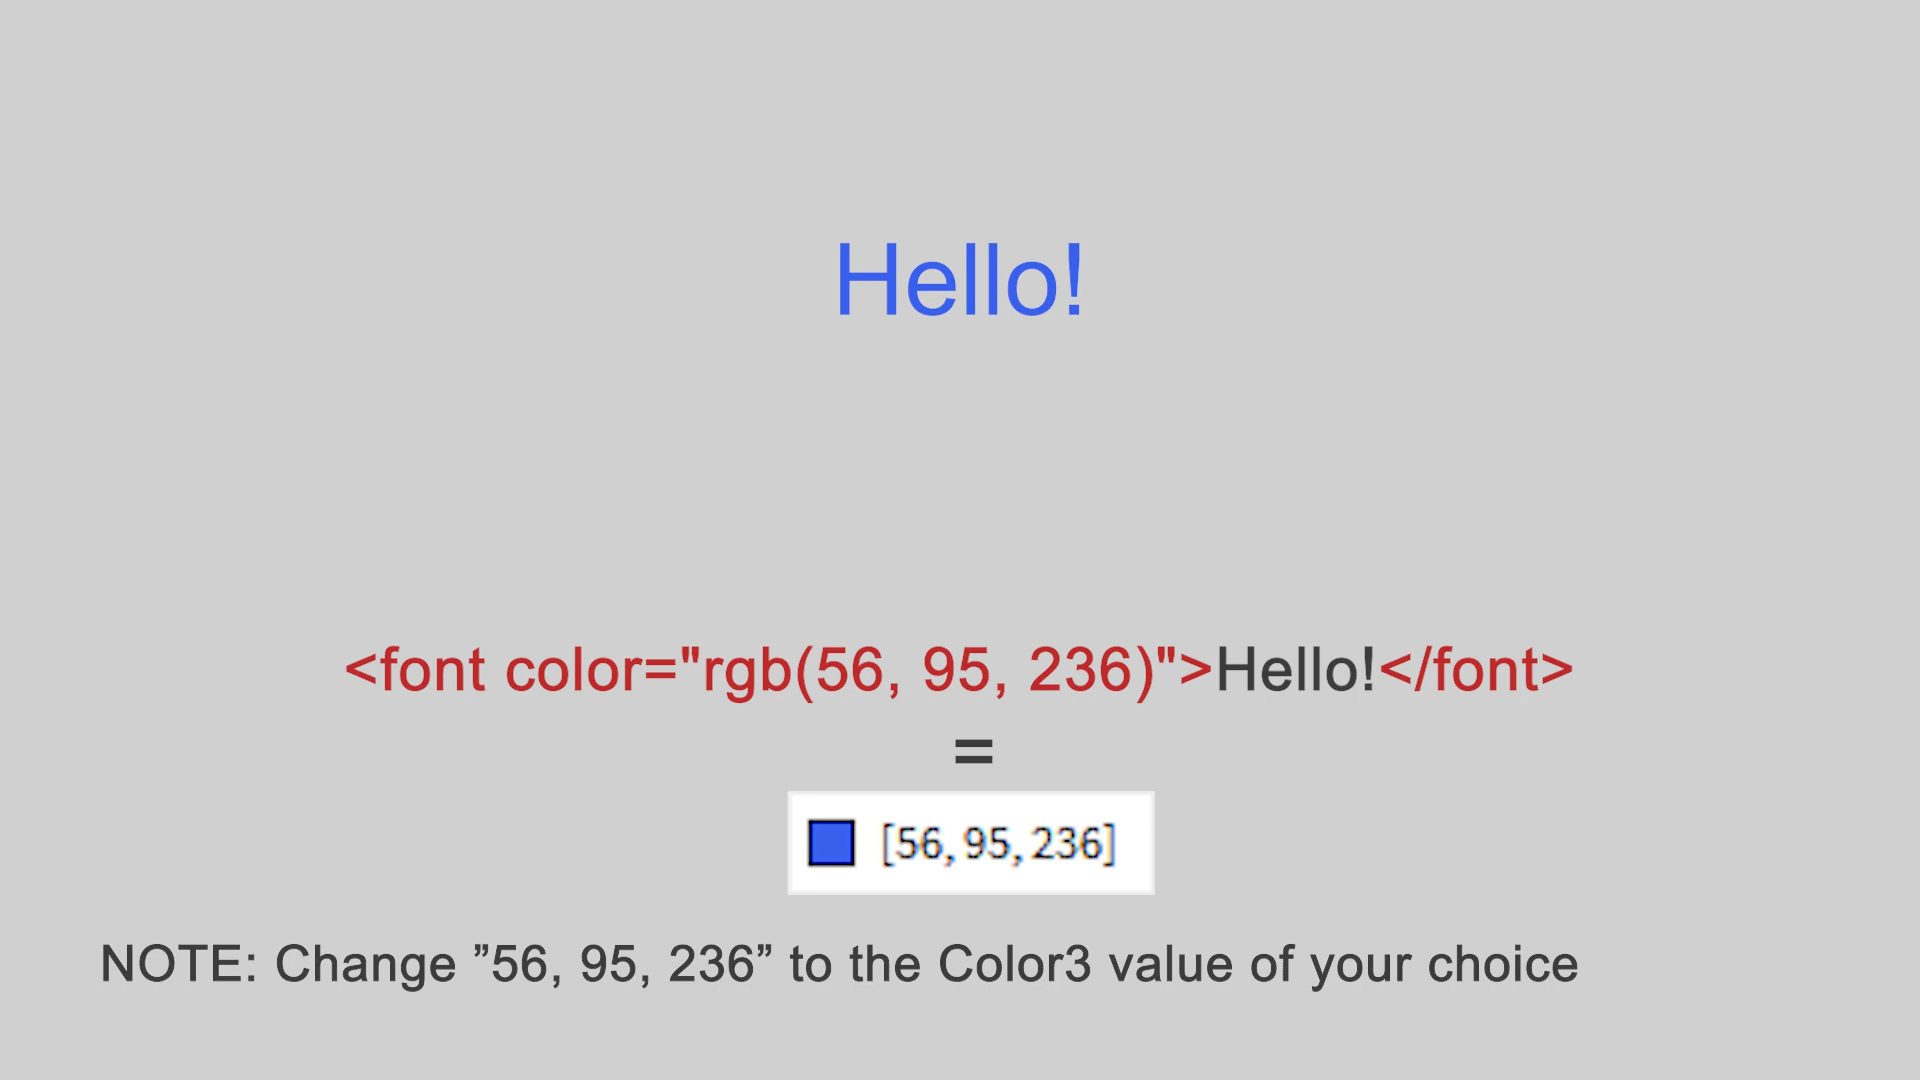 Hello!
<font color="rgb(56, 95, 236)">Hello!</font>
=
[56, 95, 236]
NOTE: Change ”56, 95, 236” to the Color3 value of your choice